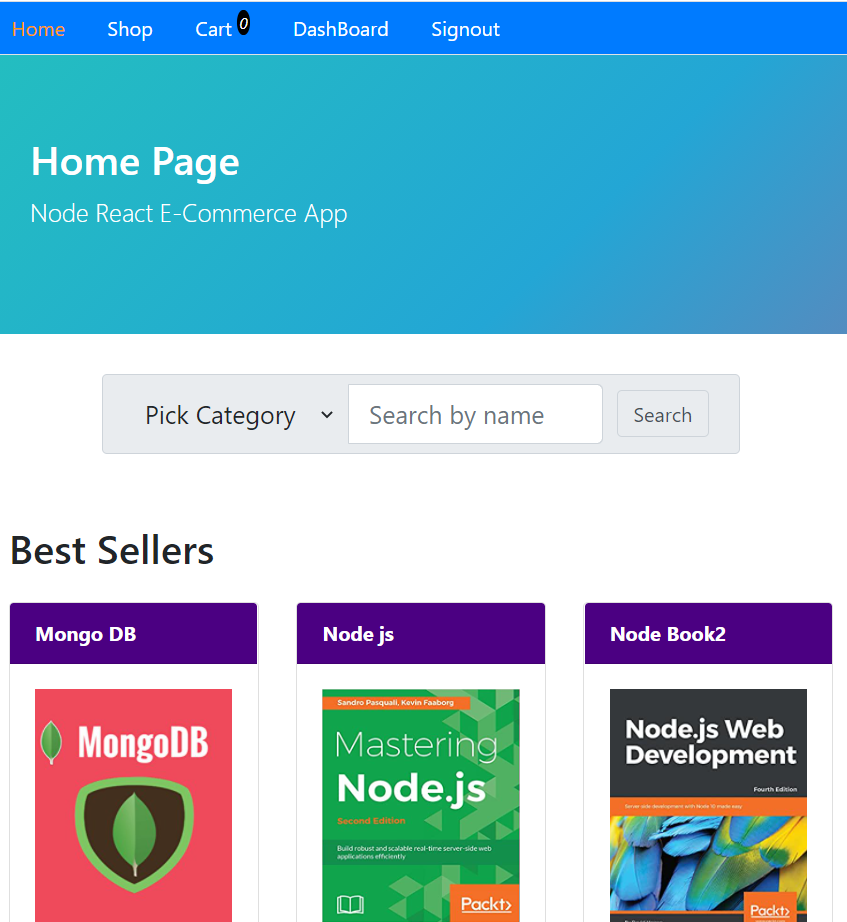 Home Shop Cart 0 DashBoard Signout
Home Page
Node React E-Commerce App
Pick Category Search by name Search
Best Sellers
Mongo DB
MongoDB
Node js
Sandro Pasquali, Kevin Faaborg
Mastering
Node.js
Second Edition
Build robust and scalable real-time server-side web
applications efficiently
Packt>
Node Book2
Node.js Web
Development
Fourth Edition
Server-side development with Node 10 made easy
Packt>